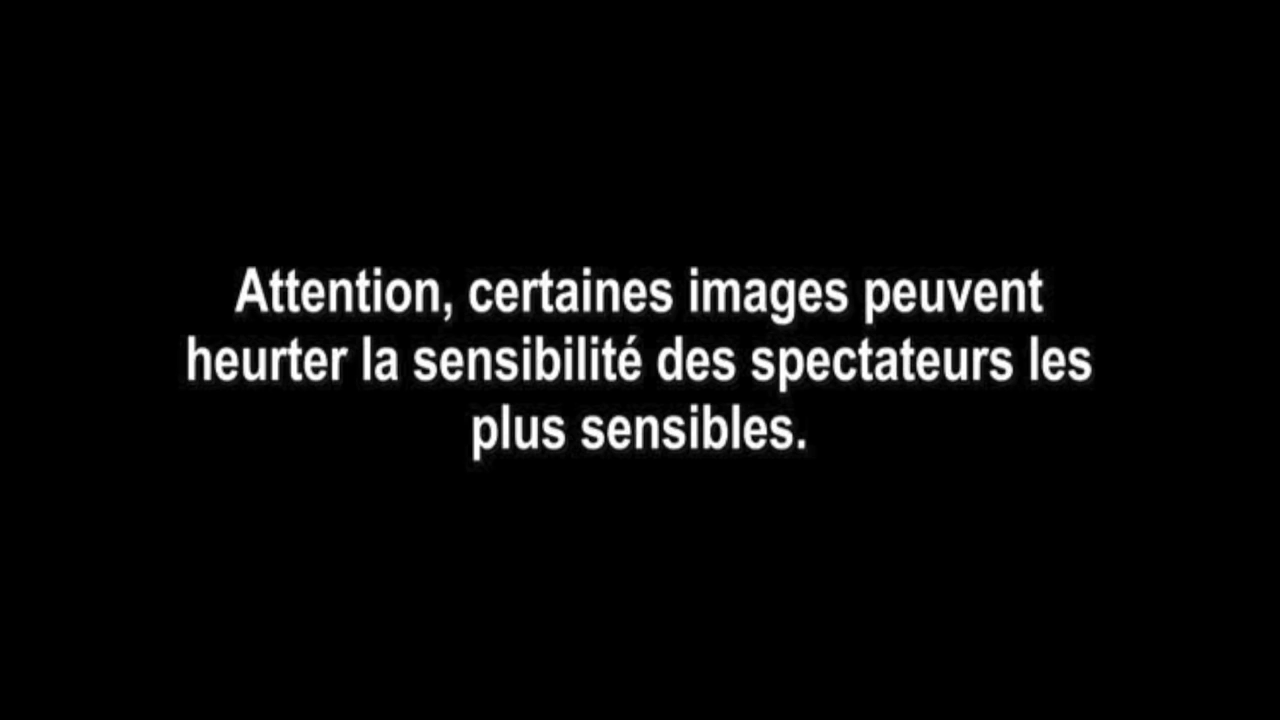 Attention, certaines images peuvent
heurter la sensibilité des spectateurs les
plus sensibles.